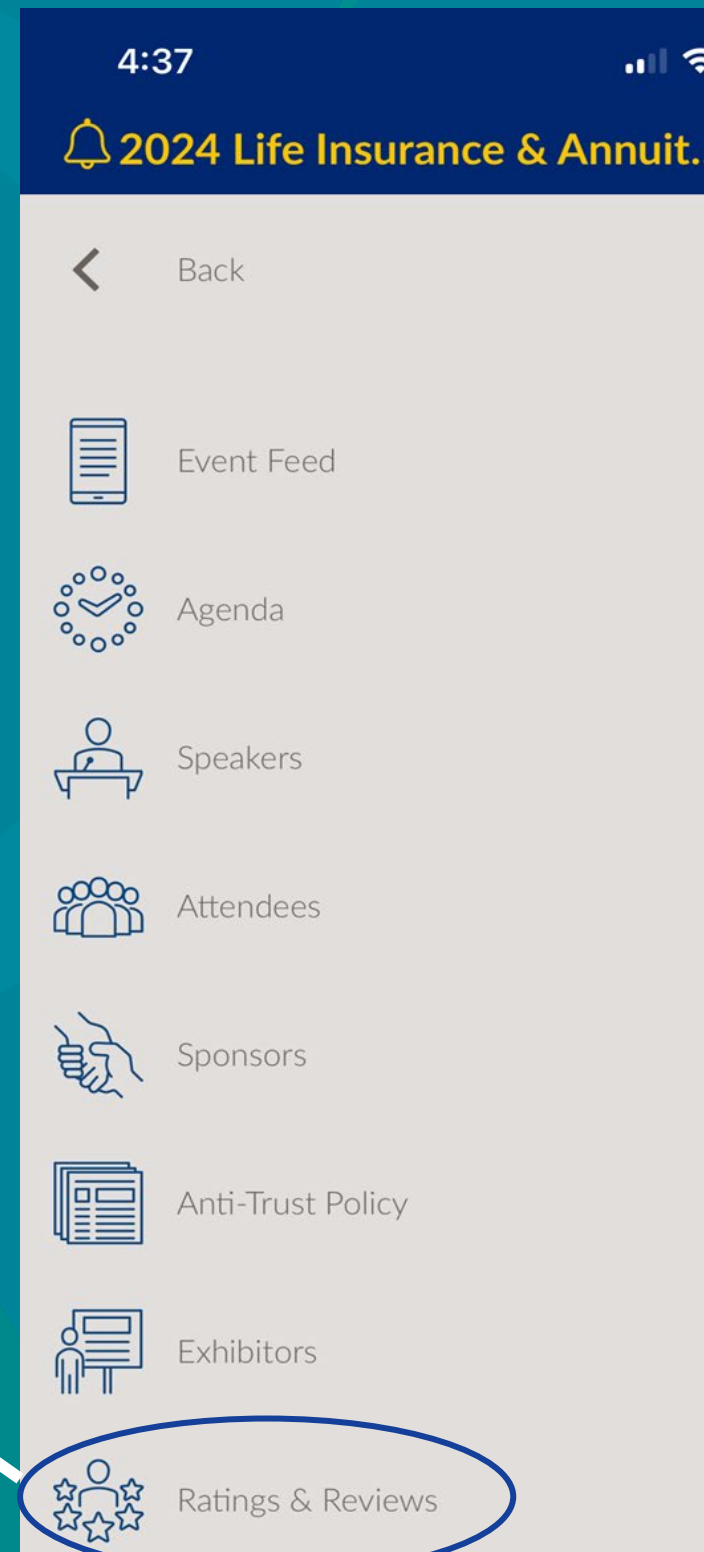 4:37
2024 Life Insurance & Annuit..
Back
Event Feed
Agenda
Speakers
Attendees
Sponsors
Anti-Trust Policy
Exhibitors
Ratings & Reviews